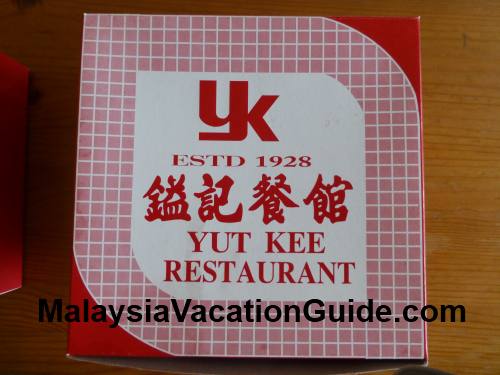 yk
ESTD 1928
鎰記餐館
YUT KEE
RESTAURANT
MalaysiaVacationGuide.com